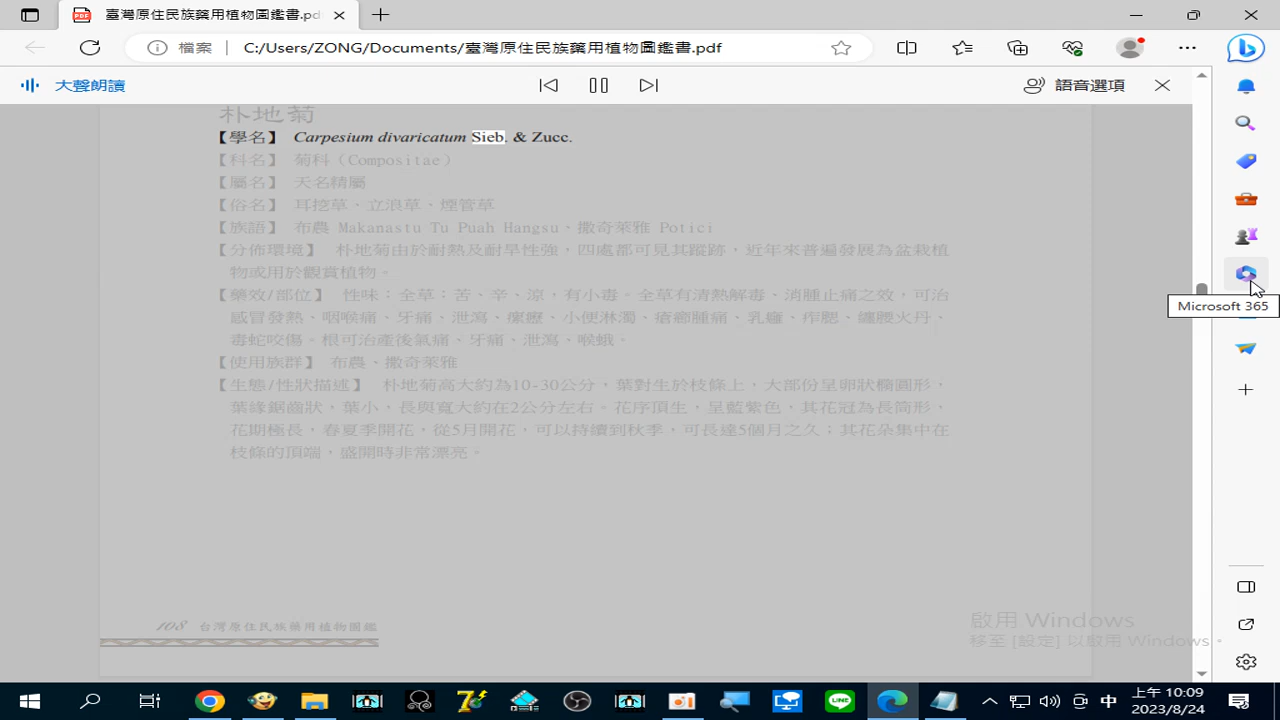 臺灣原住民族藥用植物圖鑑書.pdf
檔案
C:/Users/ZONG/Documents/臺灣原住民族藥用植物圖鑑書.pdf
大聲朗讀
語音選項
朴地菊
【學名】 Carpesium divaricatum Sieb. & Zucc.
【科名】 菊科（Compositae）
【屬名】 天名精屬
【俗名】 耳挖草、立浪草、煙管草
【族語】 布農 Makanastu Tu Puah Hangsu、撒奇萊雅 Potici
【分佈環境】 朴地菊由於耐熱及耐旱性強，四處都可見其蹤跡，近年來普遍發展為盆栽植
物或用於觀賞植物。
【藥效/部位】 性味：全草：苦、辛、涼，有小毒。全草有清熱解毒、消腫止痛之效，可治
感冒發熱、咽喉痛、牙痛、泄瀉、瘰癧、小便淋濁、瘡癤腫痛、乳癰、痄腮、纏腰火丹、
毒蛇咬傷。根可治產後氣痛、牙痛、泄瀉、喉蛾。
【使用族群】 布農、撒奇萊雅
【生態/性狀描述】 朴地菊高大約為10-30公分，葉對生於枝條上，大部份呈卵狀橢圓形，
葉緣鋸齒狀，葉小，長與寬大約在2公分左右。花序頂生，呈藍紫色，其花冠為長筒形，
花期極長，春夏季開花，從5月開花，可以持續到秋季，可長達5個月之久；其花朵集中在
枝條的頂端，盛開時非常漂亮。
108 台灣原住民族藥用植物圖鑑
Microsoft 365
啟用 Windows
移至 [設定] 以啟用 Windows。
中
上午 10:09
2023/8/24